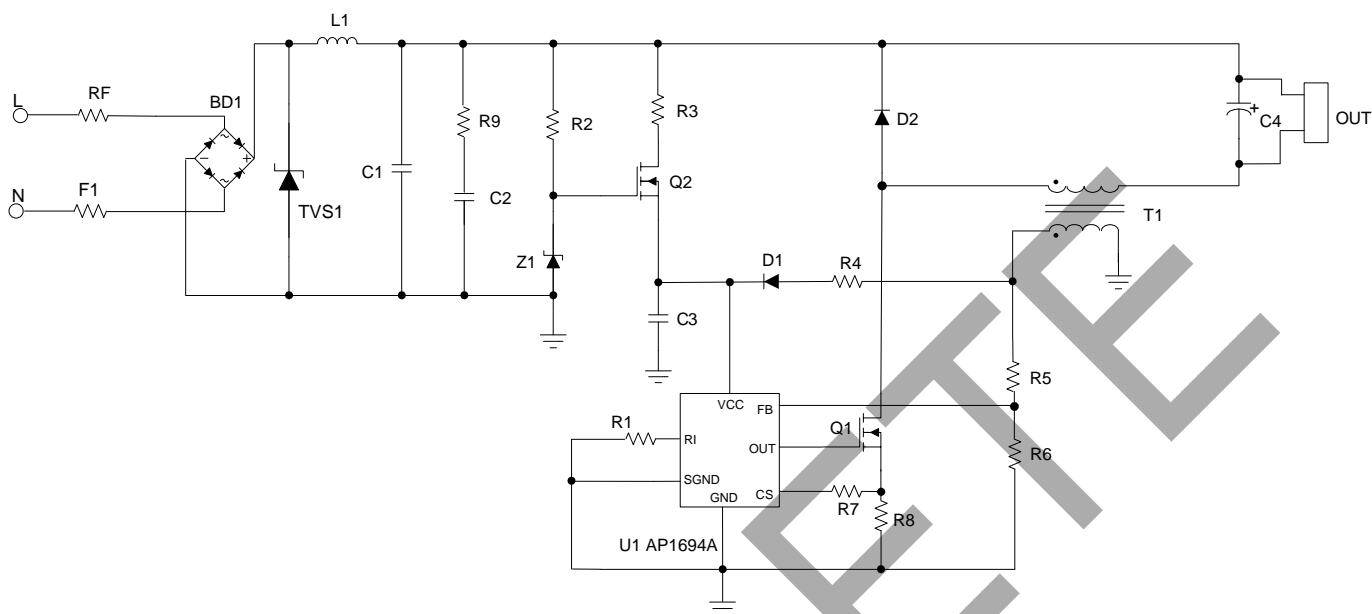 L1
L
RF
BD1
~
- +
~
N
F1
TVS1
C1
R9
C2
R2
Z1
R3
Q2
C3
D2
+
C4
OUT
T1
D1
R4
R5
R6
R1
VCC
FB
RI
OUT
SGND
GND
CS
Q1
R7
R8
U1 AP1694A
ETE